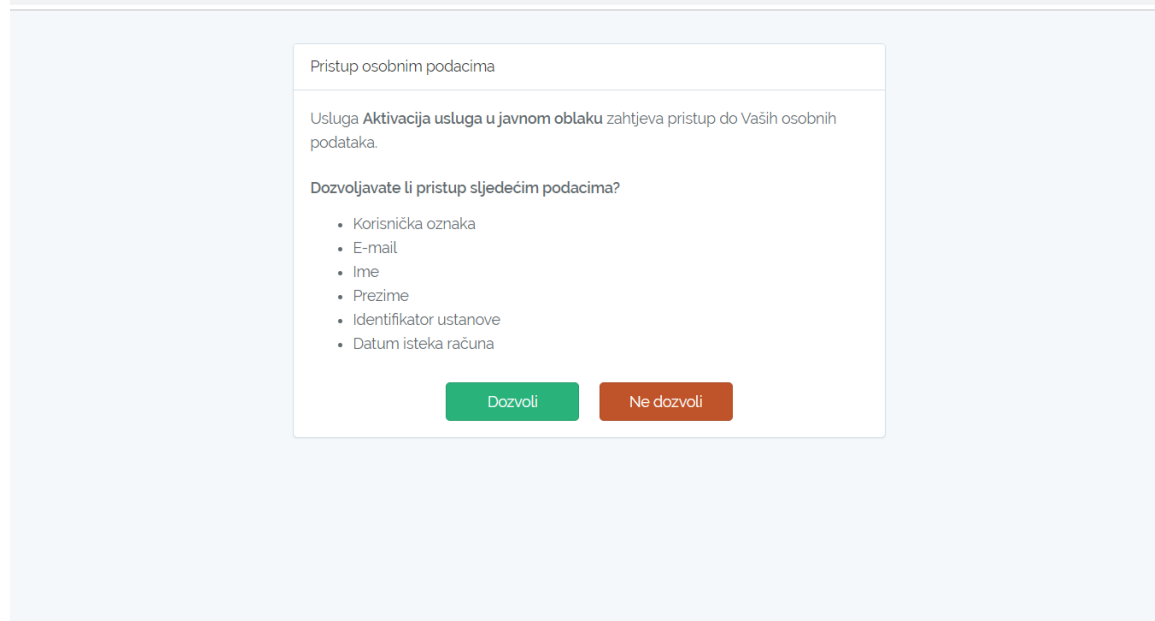 Pristup osobnim podacima
Usluga Aktivacija usluga u javnom oblaku zahtjeva pristup do Vaših osobnih
podataka.
Dozvoljavate li pristup sljedećim podacima?
• Korisnička oznaka
• E-mail
• Ime
• Prezime
• Identifikator ustanove
• Datum isteka računa
Dozvoli
Ne dozvoli